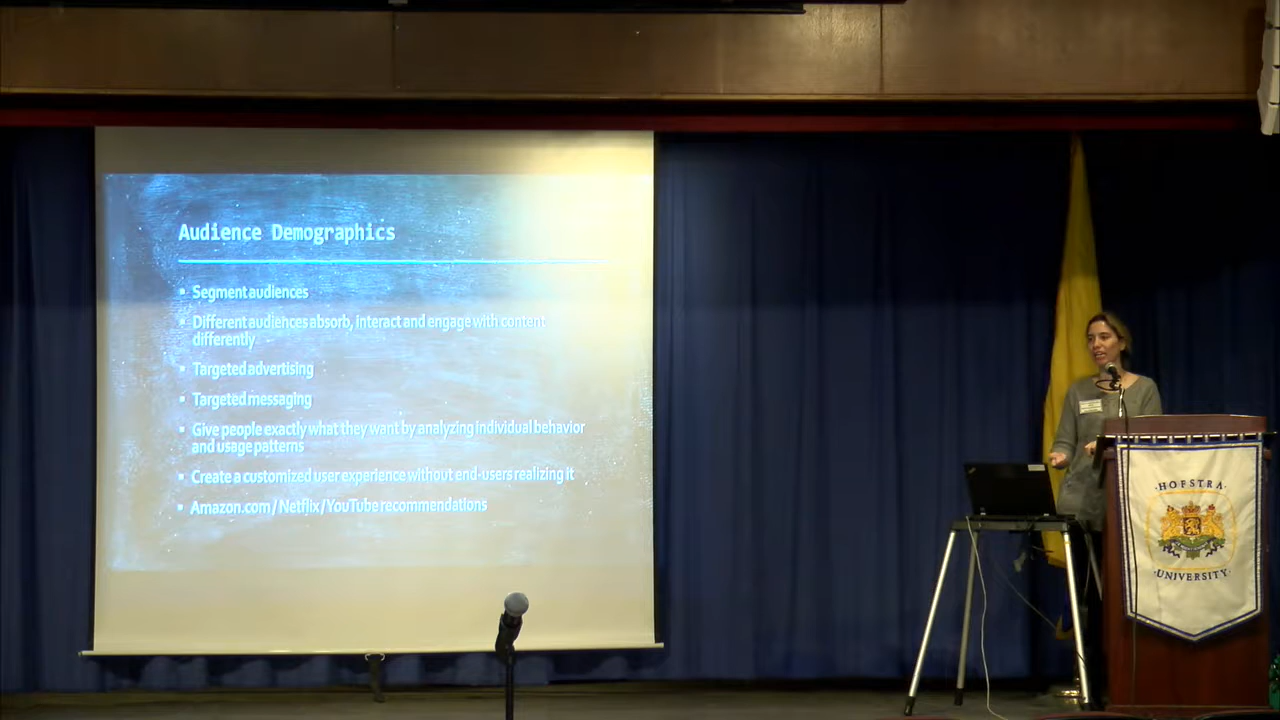 Audience Demographics
▪ Segment audiences
▪ Different audiences absorb, interact and engage with content
differently
▪ Targeted advertising
▪ Targeted messaging
▪ Give people exactly what they want by analyzing individual behavior
and usage patterns
▪ Create a customized user experience without end-users realizing it
▪ Amazon.com / Netflix / YouTube recommendations
·HOFSTRA·
·UNIVERSITY·